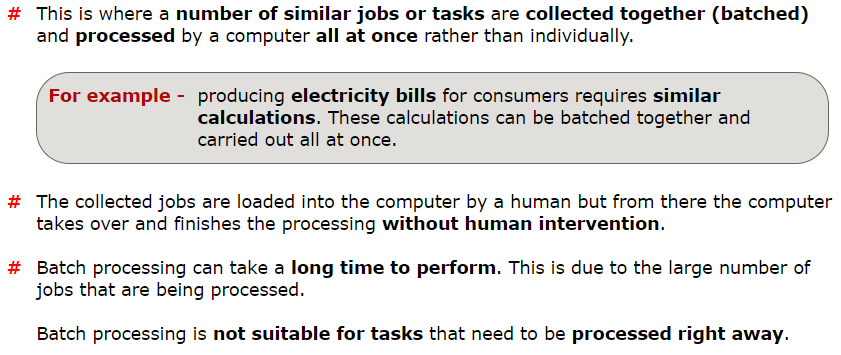 # This is where a number of similar jobs or tasks are collected together (batched)
and processed by a computer all at once rather than individually.
For example - producing electricity bills for consumers requires similar
calculations. These calculations can be batched together and
carried out all at once.
# The collected jobs are loaded into the computer by a human but from there the computer
takes over and finishes the processing without human intervention.
# Batch processing can take a long time to perform. This is due to the large number of
jobs that are being processed.
Batch processing is not suitable for tasks that need to be processed right away.